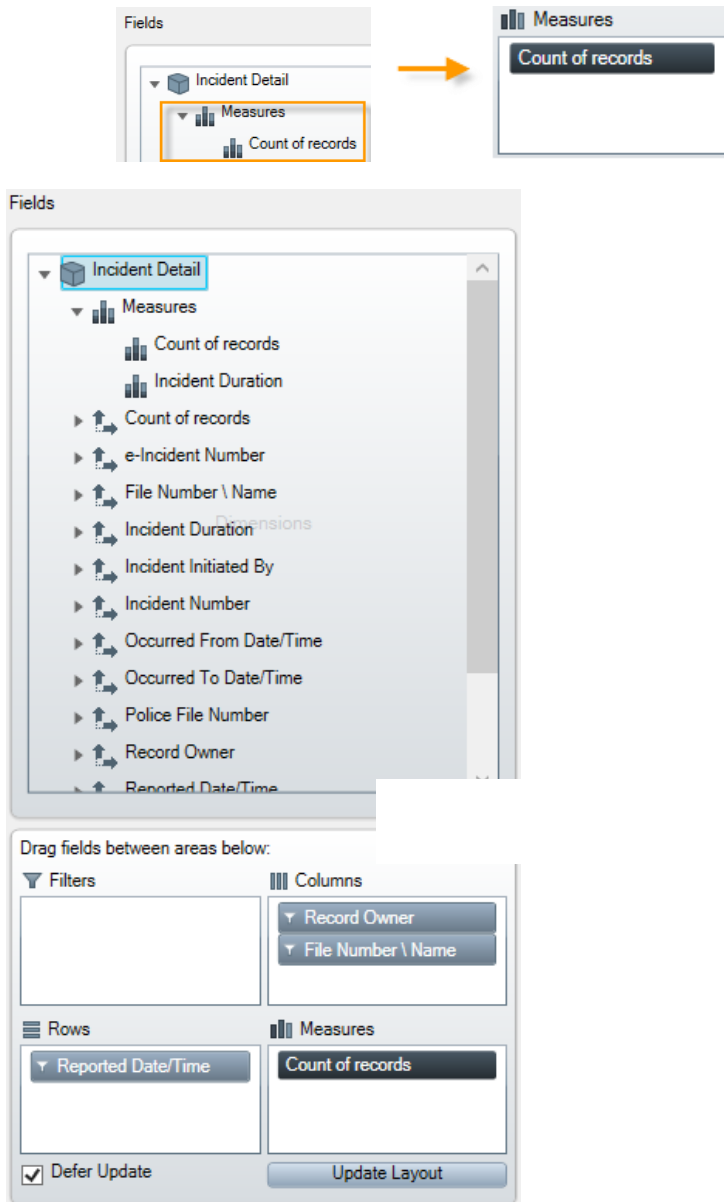 Fields
Incident Detail
Measures
Count of records
Measures
Count of records
Fields
Incident Detail
Measures
Count of records
Incident Duration
Count of records
e-Incident Number
File Number \ Name
Dimensions
Incident Duration
Incident Initiated By
Incident Number
Occurred From Date/Time
Occurred To Date/Time
Police File Number
Record Owner
Reported Date/Time
Drag fields between areas below:
Filters
Columns
Record Owner
File Number \ Name
Rows
Measures
Reported Date/Time
Count of records
Defer Update
Update Layout